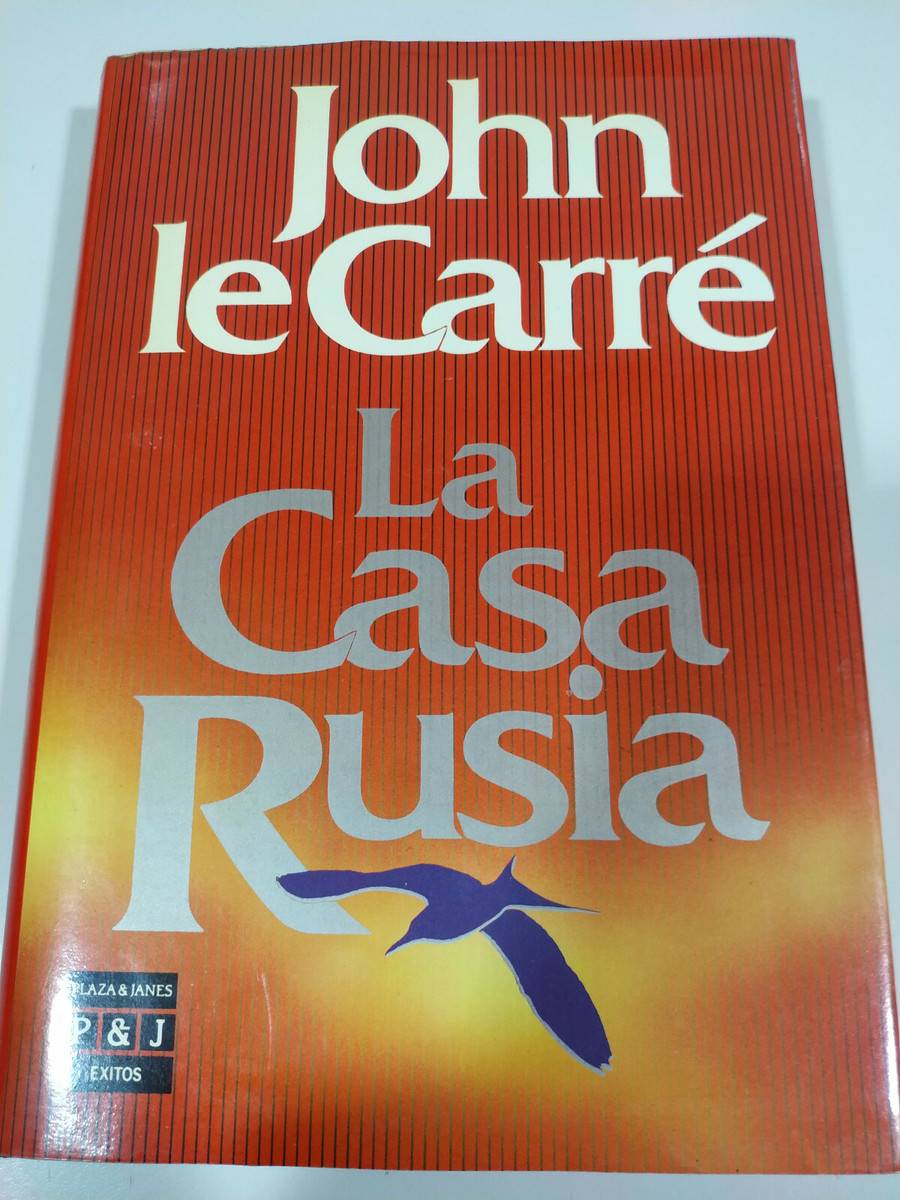 John
le Carré
La
Casa
Rusia
PLAZA & JANES
P & J
EXITOS